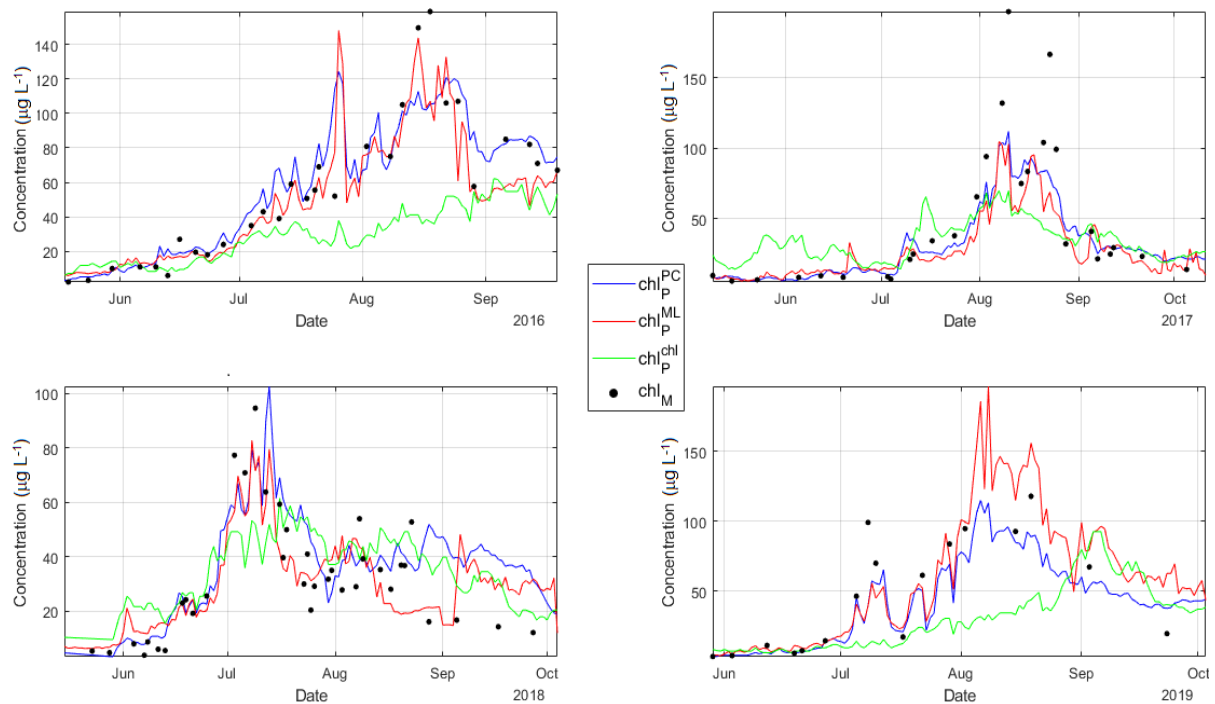 140
120
100
80
60
40
20
Concentration (µg L⁻¹)
Jun Jul Aug Sep
Date
2016
150
100
50
Concentration (µg L⁻¹)
Jun Jul Aug Sep Oct
Date
2017
chl_P^PC
chl_P^ML
chl_P^chl
chl_M
100
80
60
40
20
Concentration (µg L⁻¹)
Jun Jul Aug Sep Oct
Date
2018
150
100
50
Concentration (µg L⁻¹)
Jun Jul Aug Sep Oct
Date
2019